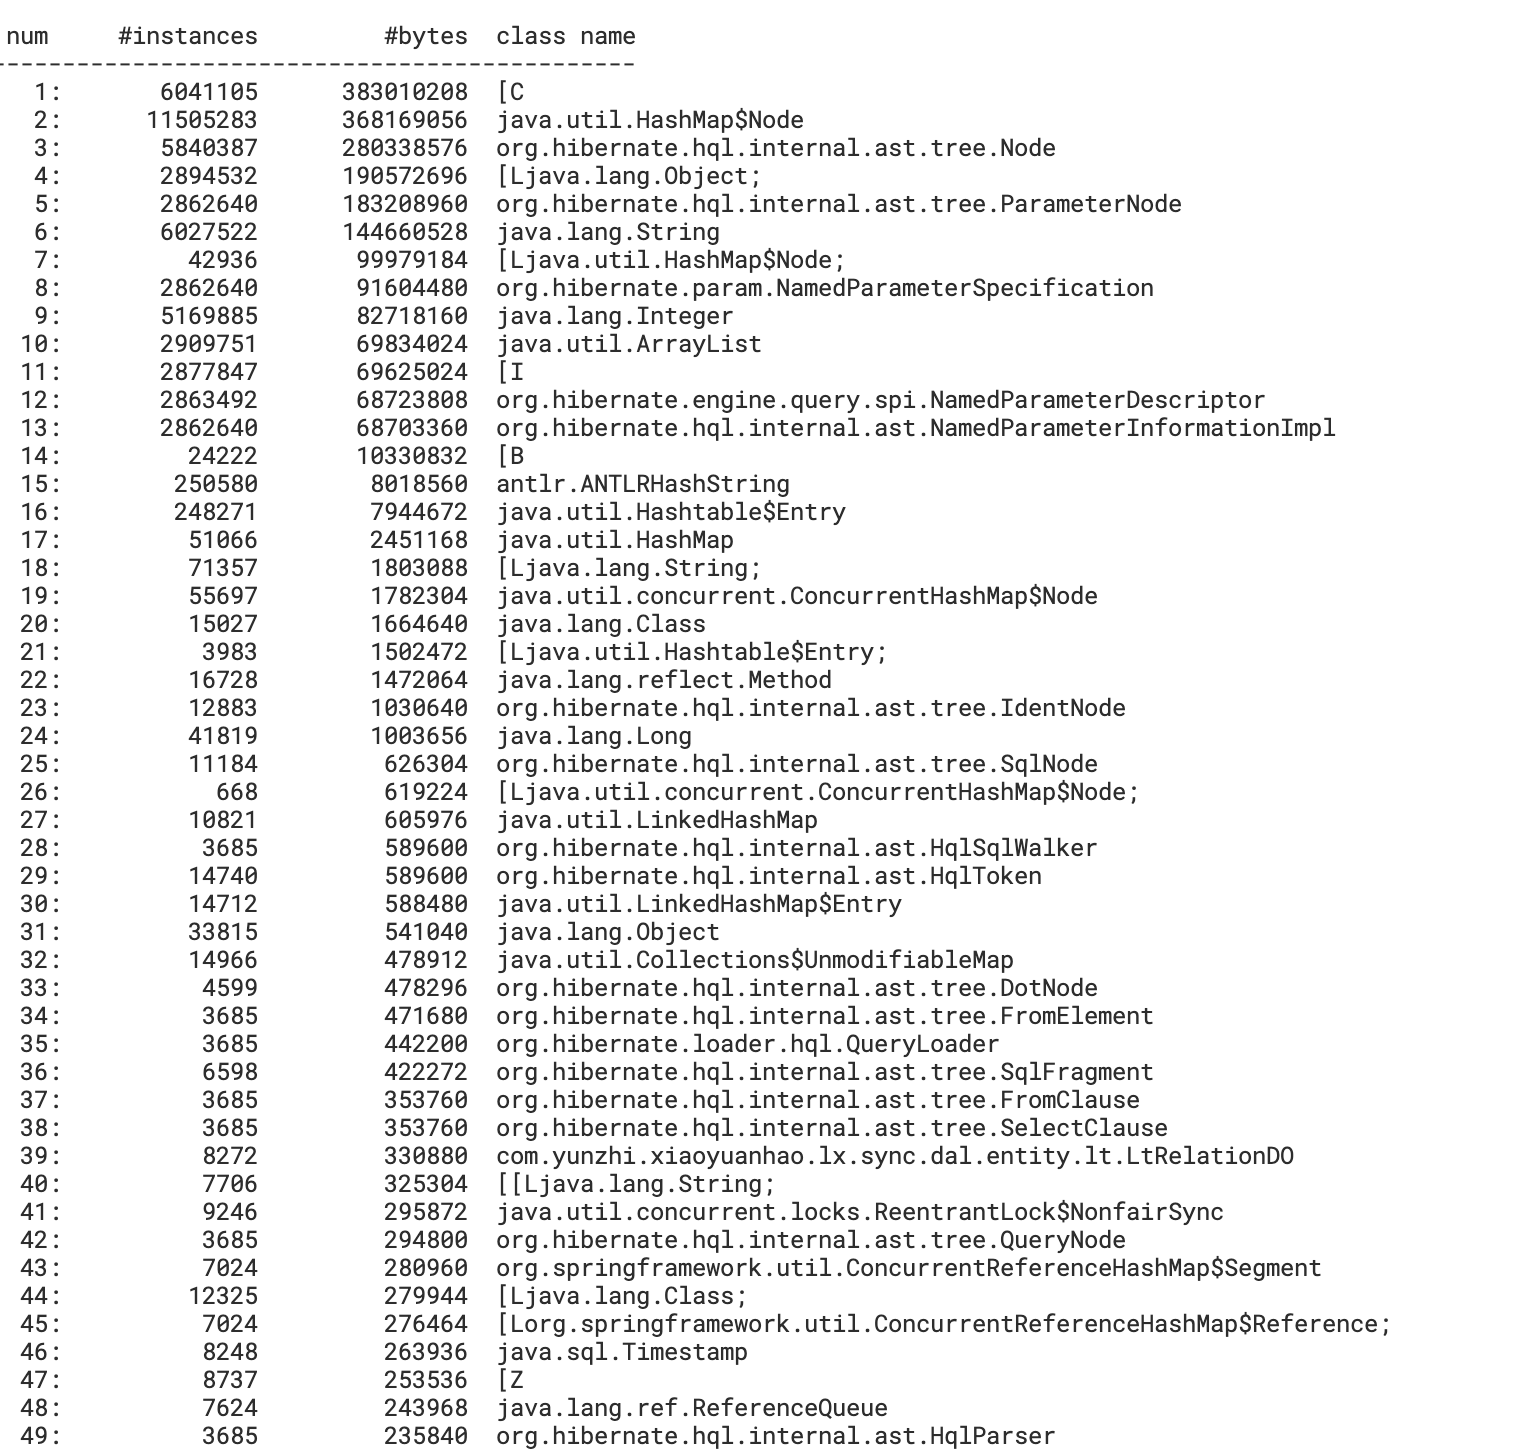 num     #instances         #bytes  class name
----------------------------------------------
   1:       6041105      383010208  [C
   2:      11505283      368169056  java.util.HashMap$Node
   3:       5840387      280338576  org.hibernate.hql.internal.ast.tree.Node
   4:       2894532      190572696  [Ljava.lang.Object;
   5:       2862640      183208960  org.hibernate.hql.internal.ast.tree.ParameterNode
   6:       6027522      144660528  java.lang.String
   7:         42936       99979184  [Ljava.util.HashMap$Node;
   8:       2862640       91604480  org.hibernate.param.NamedParameterSpecification
   9:       5169885       82718160  java.lang.Integer
  10:       2909751       69834024  java.util.ArrayList
  11:       2877847       69625024  [I
  12:       2863492       68723808  org.hibernate.engine.query.spi.NamedParameterDescriptor
  13:       2862640       68703360  org.hibernate.hql.internal.ast.NamedParameterInformationImpl
  14:         24222       10330832  [B
  15:        250580        8018560  antlr.ANTLRHashString
  16:        248271        7944672  java.util.Hashtable$Entry
  17:         51066        2451168  java.util.HashMap
  18:         71357        1803088  [Ljava.lang.String;
  19:         55697        1782304  java.util.concurrent.ConcurrentHashMap$Node
  20:         15027        1664640  java.lang.Class
  21:          3983        1502472  [Ljava.util.Hashtable$Entry;
  22:         16728        1472064  java.lang.reflect.Method
  23:         12883        1030640  org.hibernate.hql.internal.ast.tree.IdentNode
  24:         41819        1003656  java.lang.Long
  25:         11184         626304  org.hibernate.hql.internal.ast.tree.SqlNode
  26:           668         619224  [Ljava.util.concurrent.ConcurrentHashMap$Node;
  27:         10821         605976  java.util.LinkedHashMap
  28:          3685         589600  org.hibernate.hql.internal.ast.HqlSqlWalker
  29:         14740         589600  org.hibernate.hql.internal.ast.HqlToken
  30:         14712         588480  java.util.LinkedHashMap$Entry
  31:         33815         541040  java.lang.Object
  32:         14966         478912  java.util.Collections$UnmodifiableMap
  33:          4599         478296  org.hibernate.hql.internal.ast.tree.DotNode
  34:          3685         471680  org.hibernate.hql.internal.ast.tree.FromElement
  35:          3685         442200  org.hibernate.loader.hql.QueryLoader
  36:          6598         422272  org.hibernate.hql.internal.ast.tree.SqlFragment
  37:          3685         353760  org.hibernate.hql.internal.ast.tree.FromClause
  38:          3685         353760  org.hibernate.hql.internal.ast.tree.SelectClause
  39:          8272         330880  com.yunzhi.xiaoyuanhao.lx.sync.dal.entity.lt.LtRelationDO
  40:          7706         325304  [[Ljava.lang.String;
  41:          9246         295872  java.util.concurrent.locks.ReentrantLock$NonfairSync
  42:          3685         294800  org.hibernate.hql.internal.ast.tree.QueryNode
  43:          7024         280960  org.springframework.util.ConcurrentReferenceHashMap$Segment
  44:         12325         279944  [Ljava.lang.Class;
  45:          7024         276464  [Lorg.springframework.util.ConcurrentReferenceHashMap$Reference;
  46:          8248         263936  java.sql.Timestamp
  47:          8737         253536  [Z
  48:          7624         243968  java.lang.ref.ReferenceQueue
  49:          3685         235840  org.hibernate.hql.internal.ast.HqlParser